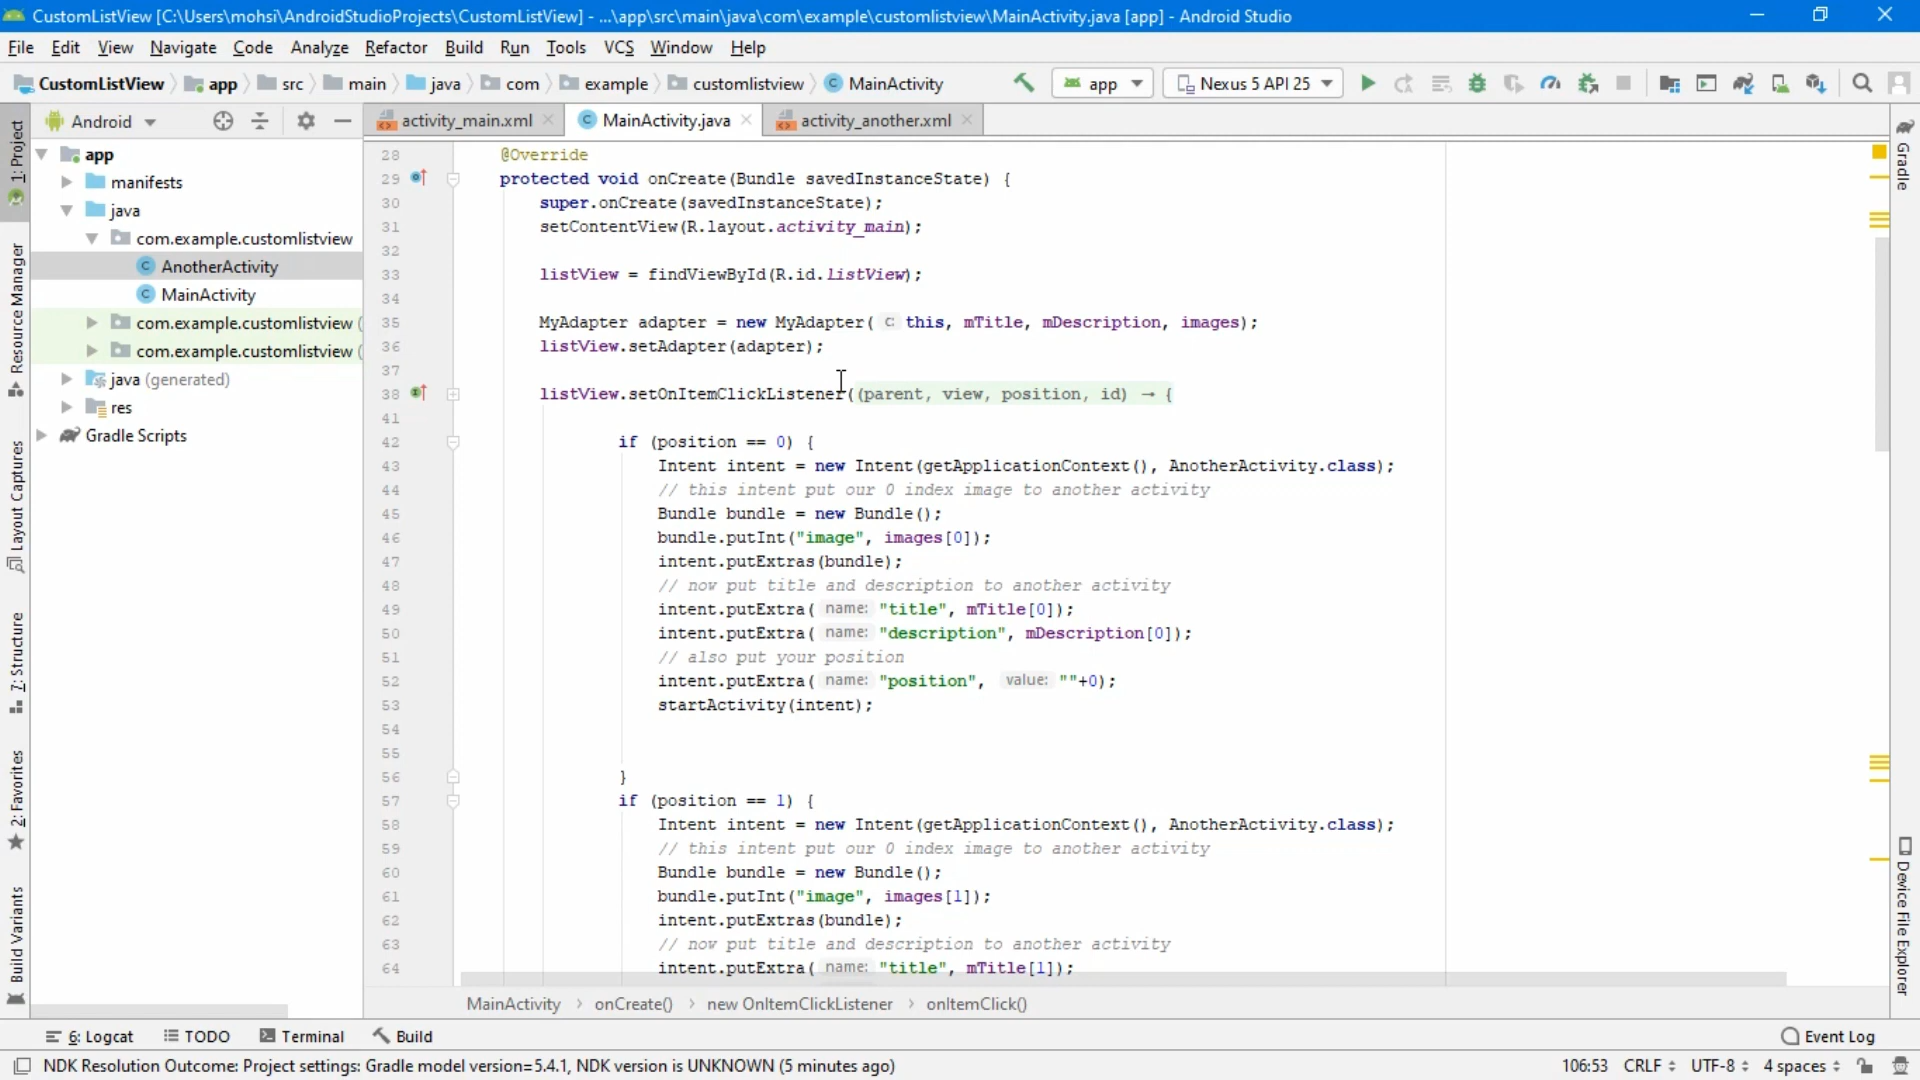 CustomListView [C:\Users\mohsi\AndroidStudioProjects\CustomListView] - ...\app\src\main\java\com\example\customlistview\MainActivity.java [app] - Android Studio
File Edit View Navigate Code Analyze Refactor Build Run Tools VCS Window Help
CustomListView app src main java com example customlistview MainActivity app Nexus 5 API 25
Android
activity_main.xml MainActivity.java activity_another.xml
1: Project
Resource Manager
Layout Captures
7: Structure
2: Favorites
Build Variants
app
manifests
java
com.example.customlistview
AnotherActivity
MainActivity
com.example.customlistview (
com.example.customlistview (
java (generated)
res
Gradle Scripts
28 @Override
29 protected void onCreate(Bundle savedInstanceState) {
30 super.onCreate(savedInstanceState);
31 setContentView(R.layout.activity_main);
32
33 listView = findViewById(R.id.listView);
34
35 MyAdapter adapter = new MyAdapter( c: this, mTitle, mDescription, images);
36 listView.setAdapter(adapter);
37
38 listView.setOnItemClickListener((parent, view, position, id) → {
41
42 if (position == 0) {
43 Intent intent = new Intent(getApplicationContext(), AnotherActivity.class);
44 // this intent put our 0 index image to another activity
45 Bundle bundle = new Bundle();
46 bundle.putInt("image", images[0]);
47 intent.putExtras(bundle);
48 // now put title and description to another activity
49 intent.putExtra( name: "title", mTitle[0]);
50 intent.putExtra( name: "description", mDescription[0]);
51 // also put your position
52 intent.putExtra( name: "position", value: ""+0);
53 startActivity(intent);
54
55
56 }
57 if (position == 1) {
58 Intent intent = new Intent(getApplicationContext(), AnotherActivity.class);
59 // this intent put our 0 index image to another activity
60 Bundle bundle = new Bundle();
61 bundle.putInt("image", images[1]);
62 intent.putExtras(bundle);
63 // now put title and description to another activity
64 intent.putExtra( name: "title", mTitle[1]);
MainActivity › onCreate() › new OnItemClickListener › onItemClick()
Gradle
Device File Explorer
6: Logcat TODO Terminal Build Event Log
NDK Resolution Outcome: Project settings: Gradle model version=5.4.1, NDK version is UNKNOWN (5 minutes ago) 106:53 CRLF UTF-8 4 spaces